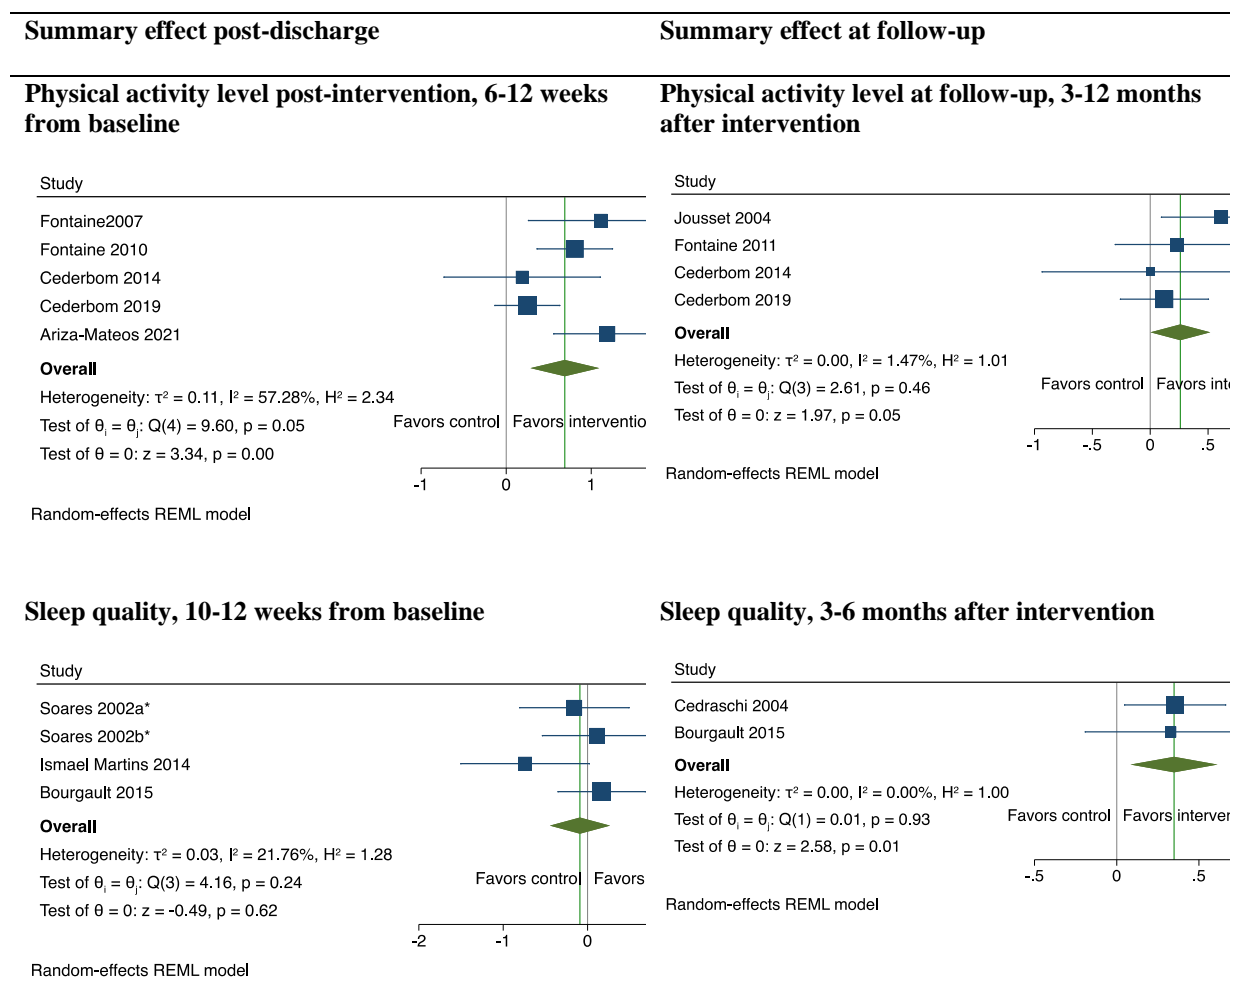 Summary effect post-discharge
Summary effect at follow-up
Physical activity level post-intervention, 6-12 weeks
from baseline
Physical activity level at follow-up, 3-12 months
after intervention
Study
Fontaine2007
Fontaine 2010
Cederbom 2014
Cederbom 2019
Ariza-Mateos 2021
Overall
Heterogeneity: τ² = 0.11, I² = 57.28%, H² = 2.34
Test of θᵢ = θⱼ: Q(4) = 9.60, p = 0.05
Test of θ = 0: z = 3.34, p = 0.00
Favors control
Favors interventio
-1 0 1
Random-effects REML model
Study
Jousset 2004
Fontaine 2011
Cederbom 2014
Cederbom 2019
Overall
Heterogeneity: τ² = 0.00, I² = 1.47%, H² = 1.01
Test of θᵢ = θⱼ: Q(3) = 2.61, p = 0.46
Test of θ = 0: z = 1.97, p = 0.05
Favors control
Favors inte
-1 -.5 0 .5
Random-effects REML model
Sleep quality, 10-12 weeks from baseline
Sleep quality, 3-6 months after intervention
Study
Soares 2002a*
Soares 2002b*
Ismael Martins 2014
Bourgault 2015
Overall
Heterogeneity: τ² = 0.03, I² = 21.76%, H² = 1.28
Test of θᵢ = θⱼ: Q(3) = 4.16, p = 0.24
Test of θ = 0: z = -0.49, p = 0.62
Favors control
Favors
-2 -1 0
Random-effects REML model
Study
Cedraschi 2004
Bourgault 2015
Overall
Heterogeneity: τ² = 0.00, I² = 0.00%, H² = 1.00
Test of θᵢ = θⱼ: Q(1) = 0.01, p = 0.93
Test of θ = 0: z = 2.58, p = 0.01
Favors control
Favors interver
-.5 0 .5
Random-effects REML model